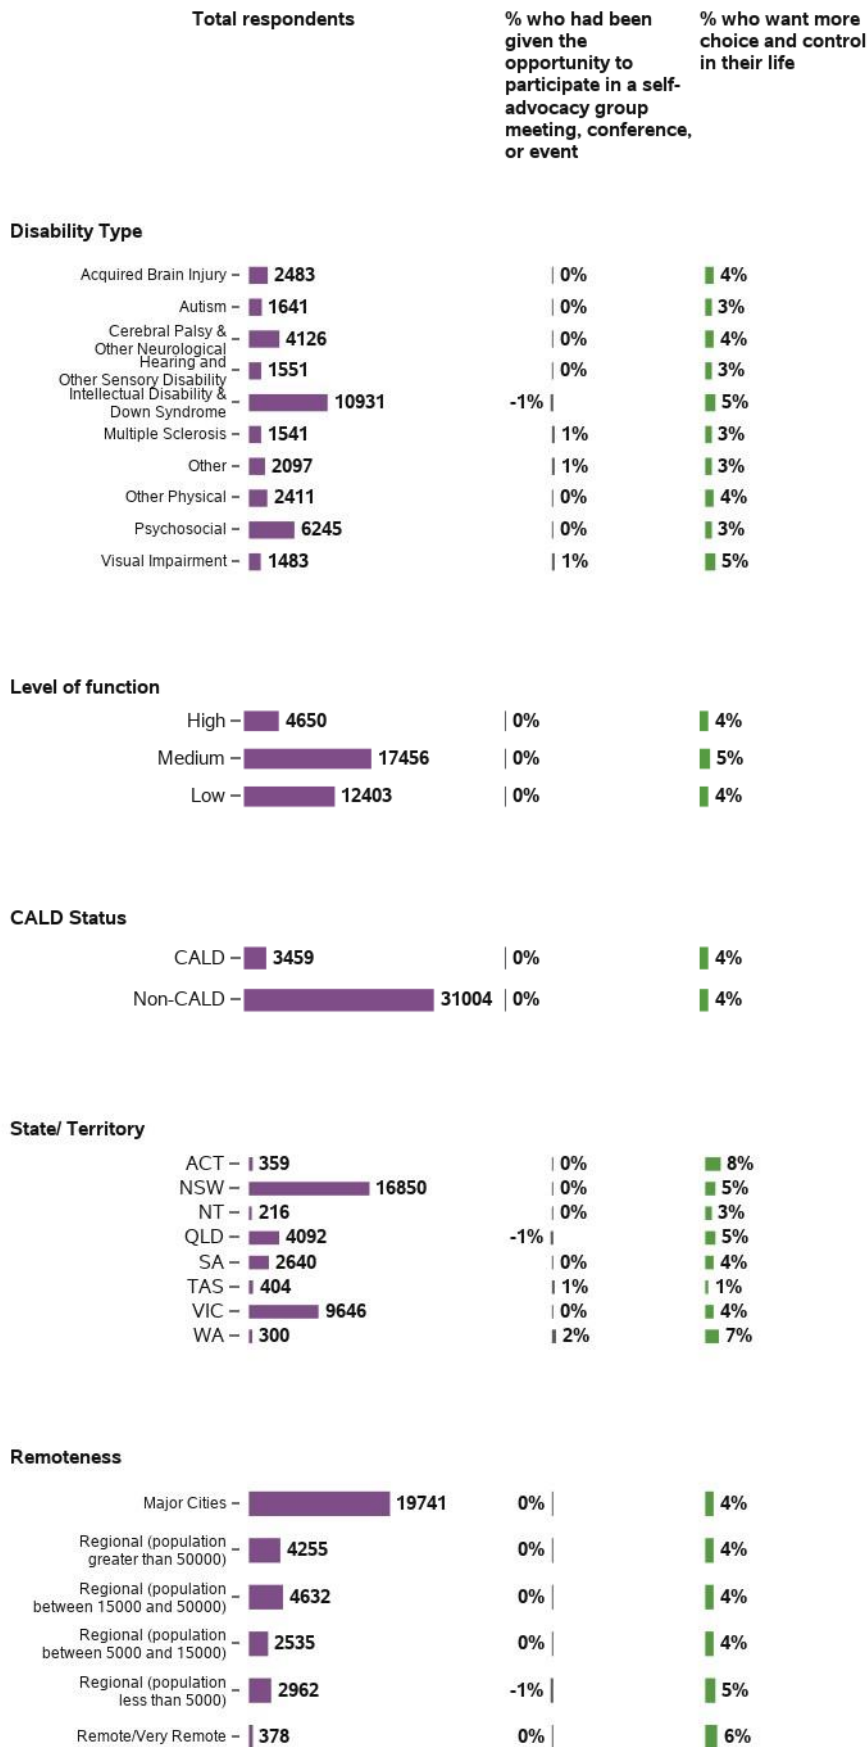 Total respondents
% who had been
given the
opportunity to
participate in a self-
advocacy group
meeting, conference,
or event
% who want more
choice and control
in their life
Disability Type
Acquired Brain Injury 2483 0% 4%
Autism 1641 0% 3%
Cerebral Palsy &
Other Neurological 4126 0% 4%
Hearing and
Other Sensory Disability 1551 0% 3%
Intellectual Disability &
Down Syndrome 10931 -1% 5%
Multiple Sclerosis 1541 1% 3%
Other 2097 1% 3%
Other Physical 2411 0% 4%
Psychosocial 6245 0% 3%
Visual Impairment 1483 1% 5%
Level of function
High 4650 0% 4%
Medium 17456 0% 5%
Low 12403 0% 4%
CALD Status
CALD 3459 0% 4%
Non-CALD 31004 0% 4%
State/ Territory
ACT 359 0% 8%
NSW 16850 0% 5%
NT 216 0% 3%
QLD 4092 -1% 5%
SA 2640 0% 4%
TAS 404 1% 1%
VIC 9646 0% 4%
WA 300 2% 7%
Remoteness
Major Cities 19741 0% 4%
Regional (population
greater than 50000) 4255 0% 4%
Regional (population
between 15000 and 50000) 4632 0% 4%
Regional (population
between 5000 and 15000) 2535 0% 4%
Regional (population
less than 5000) 2962 -1% 5%
Remote/Very Remote 378 0% 6%